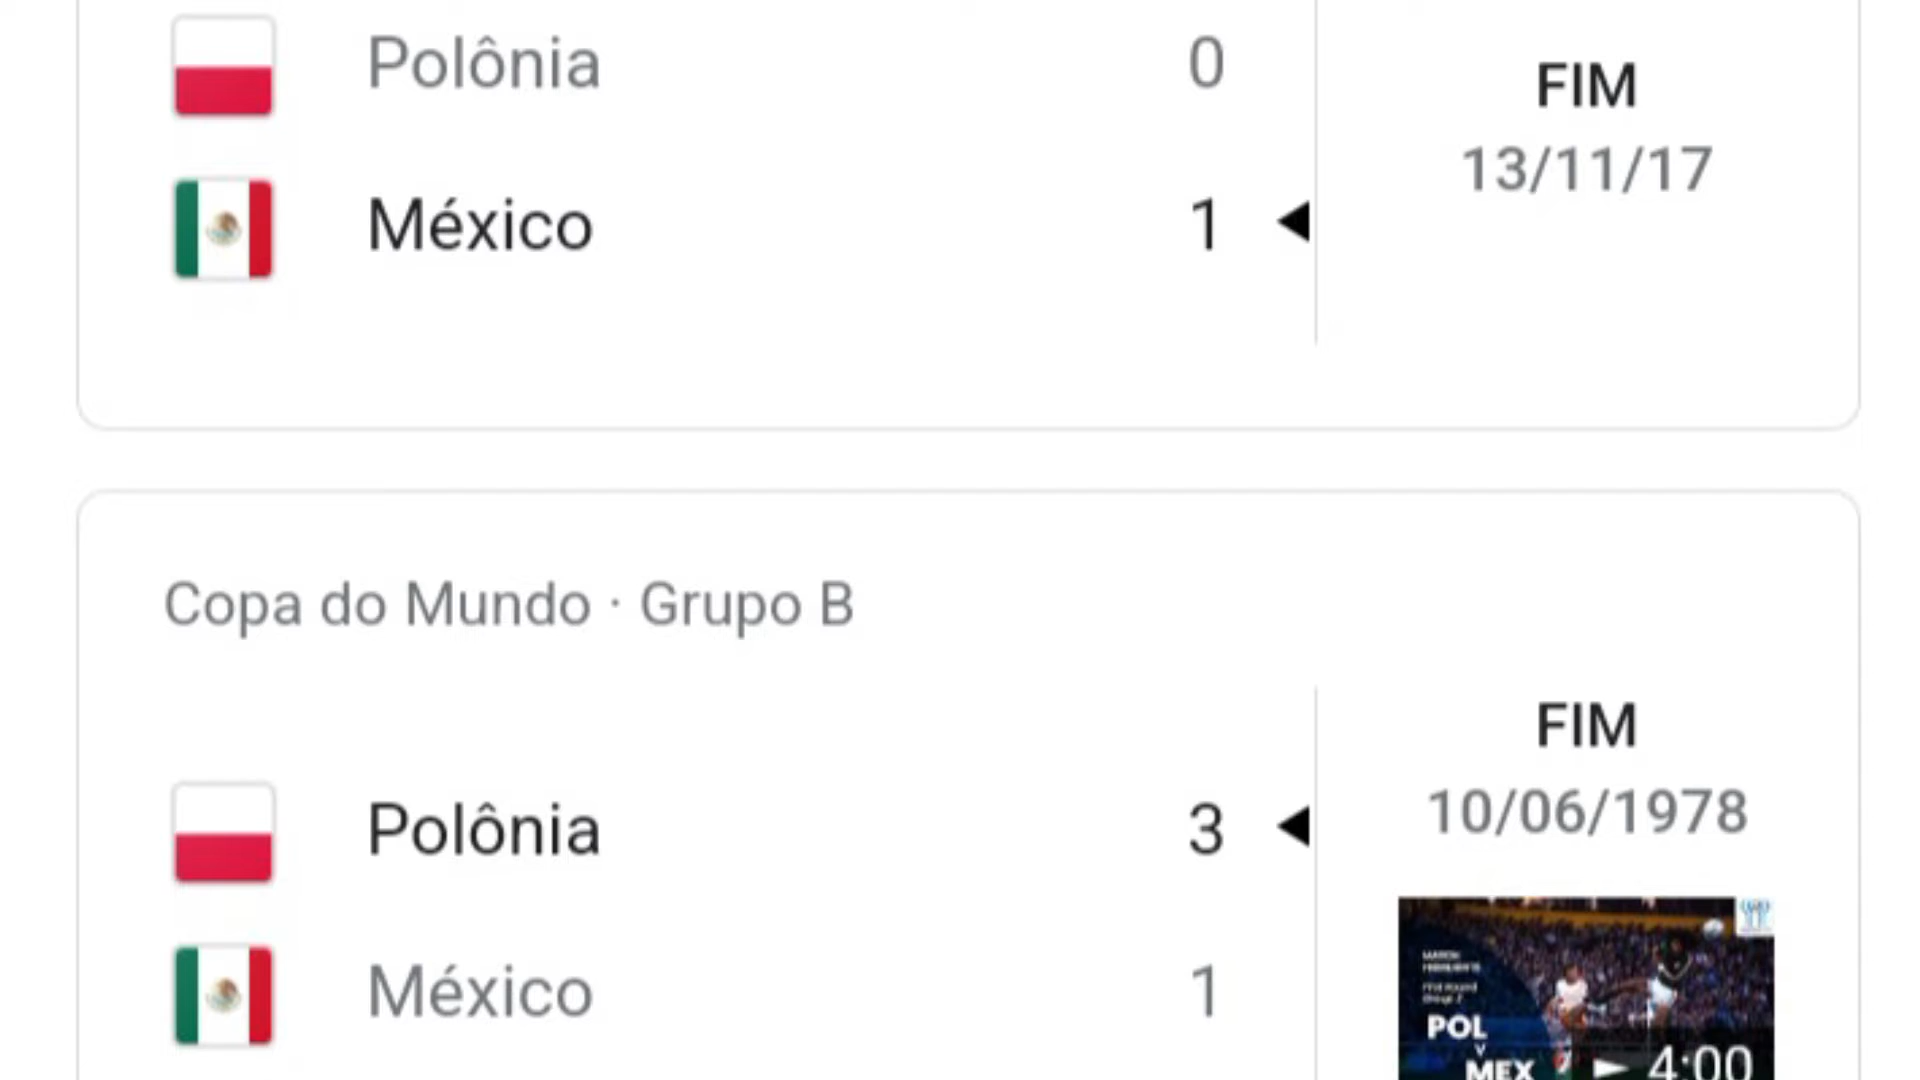 Polônia 0
FIM
13/11/17
México 1
Copa do Mundo · Grupo B
FIM
10/06/1978
Polônia 3
México 1
POL
V
MEX
4:00